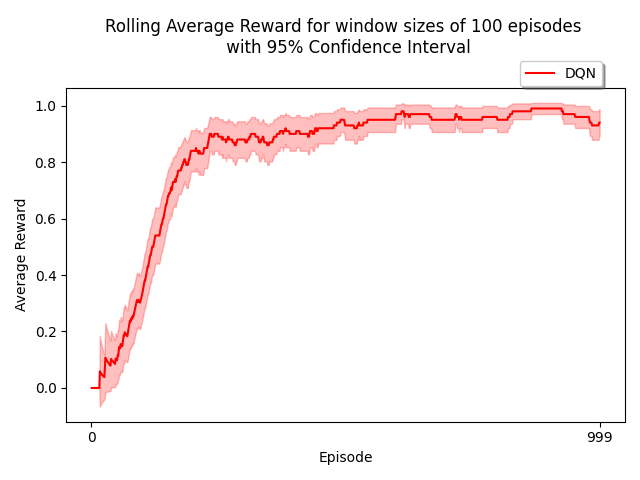 Rolling Average Reward for window sizes of 100 episodes
with 95% Confidence Interval
DQN
1.0
0.8
0.6
0.4
0.2
0.0
Average Reward
0
999
Episode